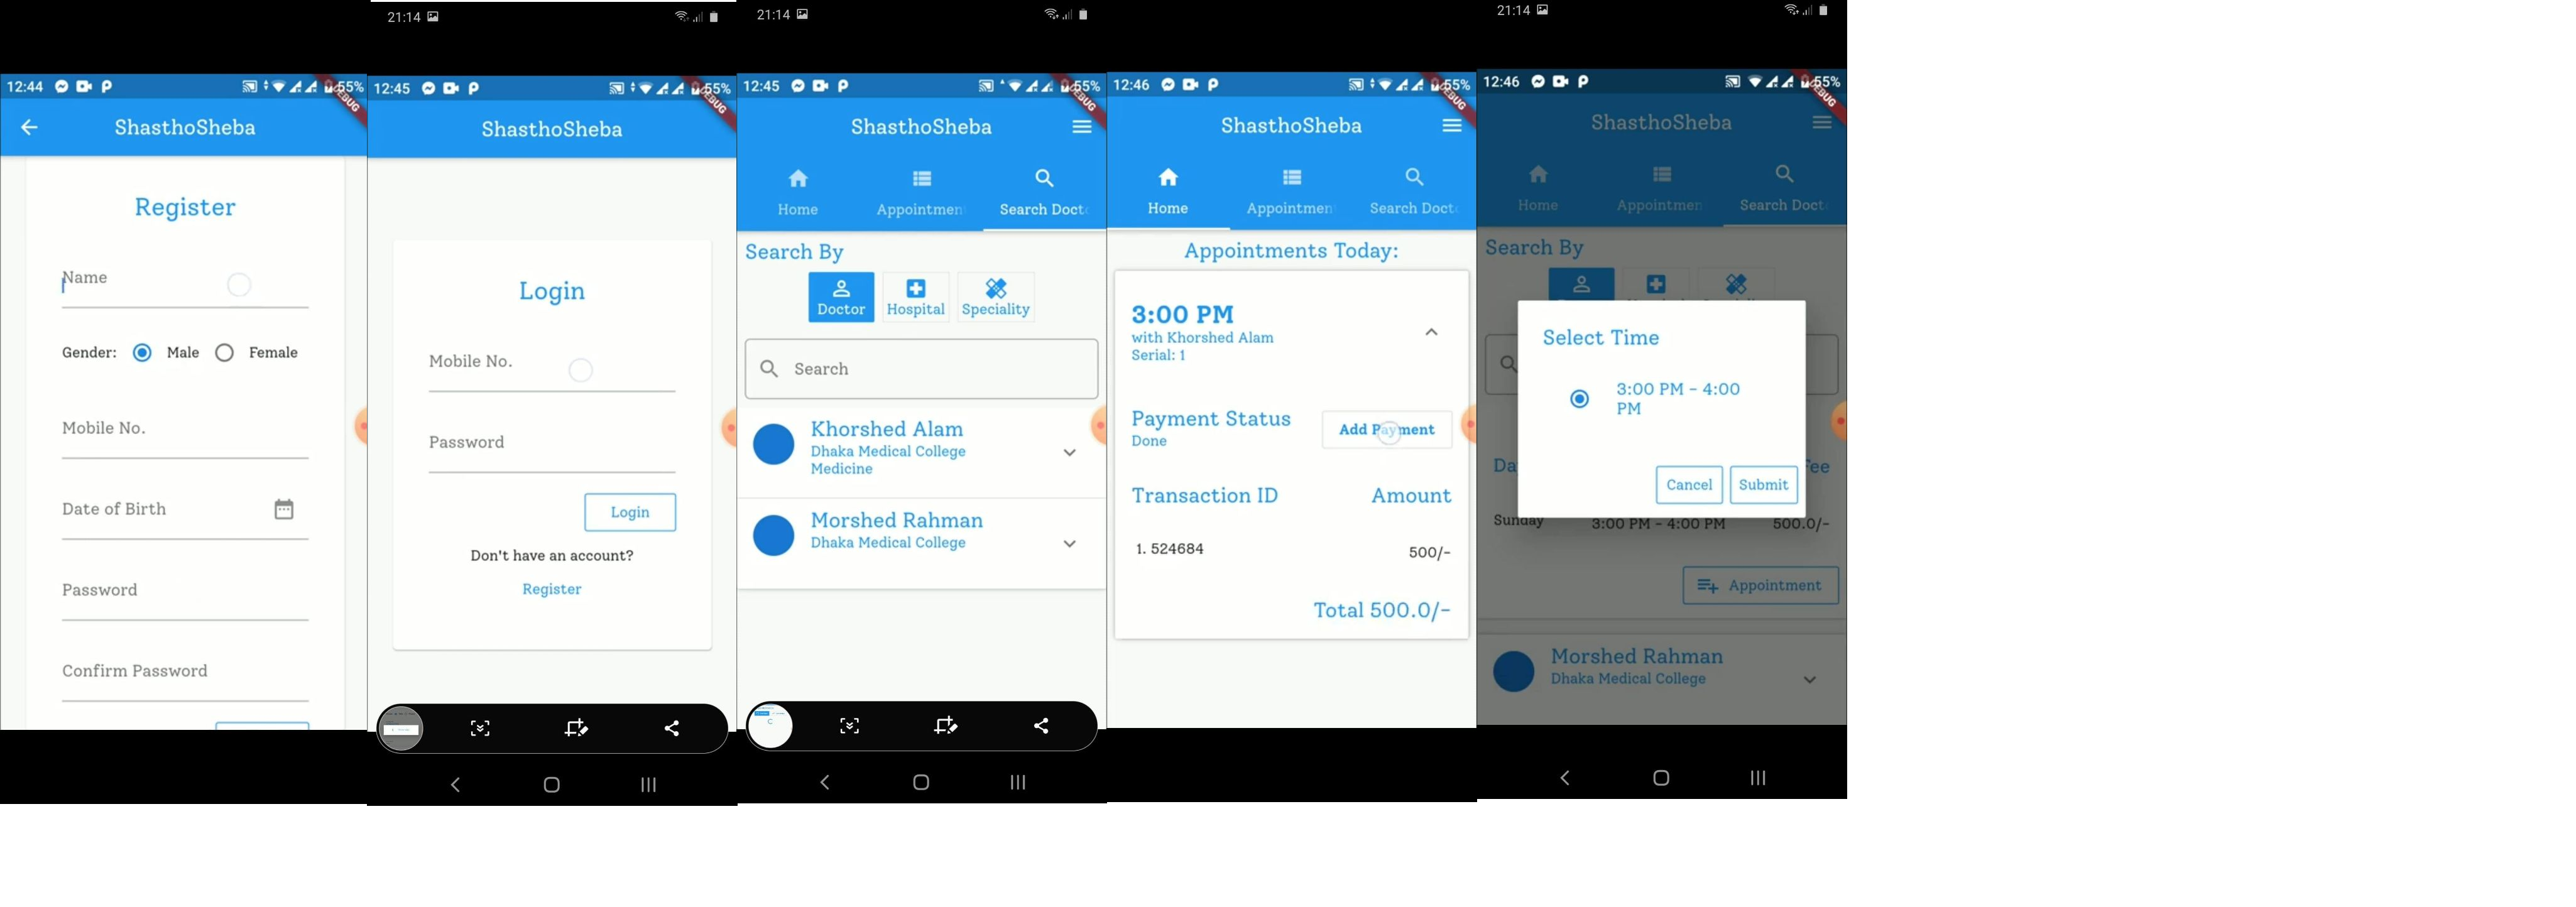 12:44
55%
DEBUG
ShasthoSheba
Register
Name
Gender: Male Female
Mobile No.
Date of Birth
Password
Confirm Password
21:14
12:45
55%
DEBUG
ShasthoSheba
Login
Mobile No.
Password
Login
Don't have an account?
Register
21:14
12:45
55%
DEBUG
ShasthoSheba
Home Appointmen Search Doct
Search By
Doctor Hospital Speciality
Search
Khorshed Alam
Dhaka Medical College
Medicine
Morshed Rahman
Dhaka Medical College
12:46
55%
DEBUG
ShasthoSheba
Home Appointmen Search Doct
Appointments Today:
3:00 PM
with Khorshed Alam
Serial: 1
Payment Status
Done
Add Payment
Transaction ID Amount
1. 524684 500/-
Total 500.0/-
21:14
12:46
55%
DEBUG
ShasthoSheba
Home Appointmen Search Doct
Search By
Select Time
3:00 PM - 4:00
PM
Cancel Submit
Da Fee
Sunday 3:00 PM - 4:00 PM 500.0/-
Appointment
Morshed Rahman
Dhaka Medical College